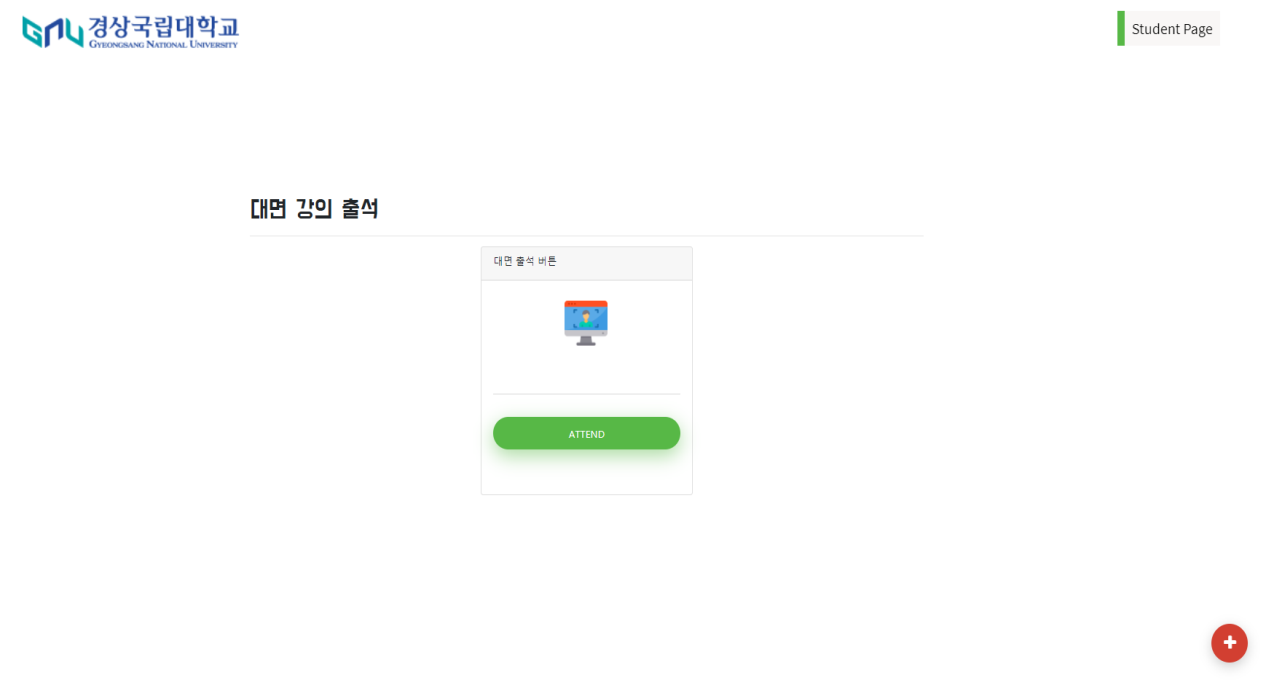 경상국립대학교
GYEONGSANG NATIONAL UNIVERSITY
Student Page
대면 강의 출석
대면 출석 버튼
ATTEND